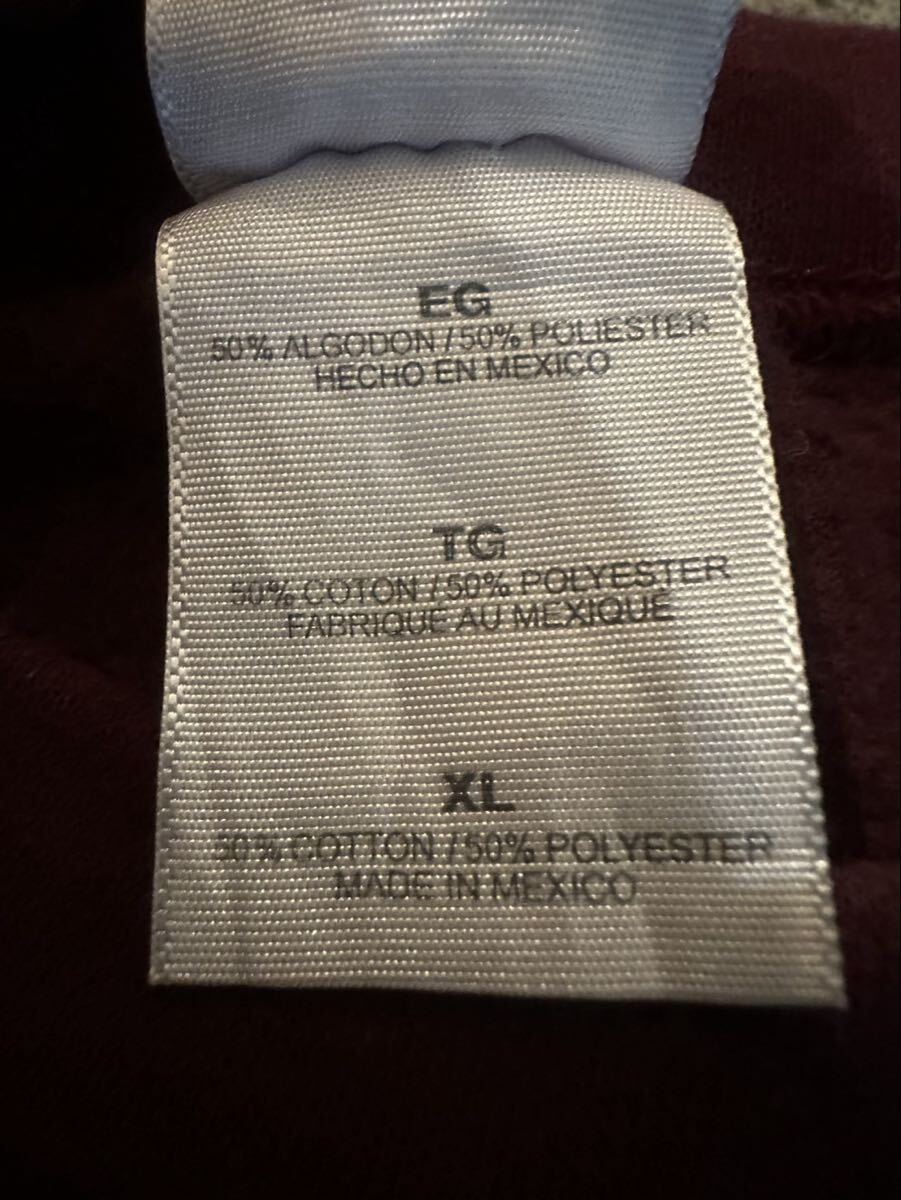 EG
50% ALGODON / 50% POLIESTER
HECHO EN MEXICO
TG
50% COTON / 50% POLYESTER
FABRIQUE AU MEXIQUE
XL
50% COTTON / 50% POLYESTER
MADE IN MEXICO